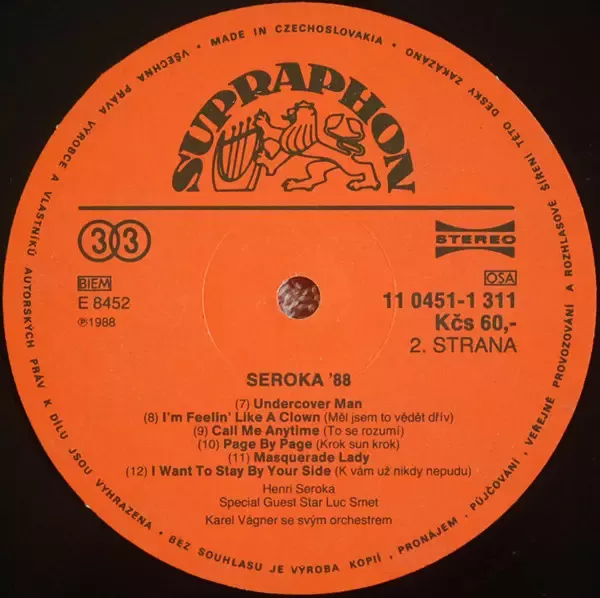 MADE IN CZECHOSLOVAKIA • VŠECHNA PRÁVA VÝROBCE A VLASTNÍKŮ AUTORSKÝCH PRÁV K DÍLU JSOU VYHRAZENA • BEZ SOUHLASU JE VÝROBA KOPIÍ, PRONÁJEM, PŮJČOVÁNÍ, VEŘEJNÉ PROVOZOVÁNÍ A ROZHLASOVÉ ŠÍŘENÍ TÉTO DESKY ZAKÁZÁNO •
SUPRAPHON
33
STEREO
BIEM
OSA
E 8452
11 0451-1 311
℗1988
Kčs 60,-
2. STRANA
SEROKA '88
(7) Undercover Man
(8) I'm Feelin' Like A Clown (Měl jsem to vědět dřív)
(9) Call Me Anytime (To se rozumí)
(10) Page By Page (Krok sun krok)
(11) Masquerade Lady
(12) I Want To Stay By Your Side (K vám už nikdy nepudu)
Henri Seroka
Special Guest Star Luc Smet
Karel Vágner se svým orchestrem